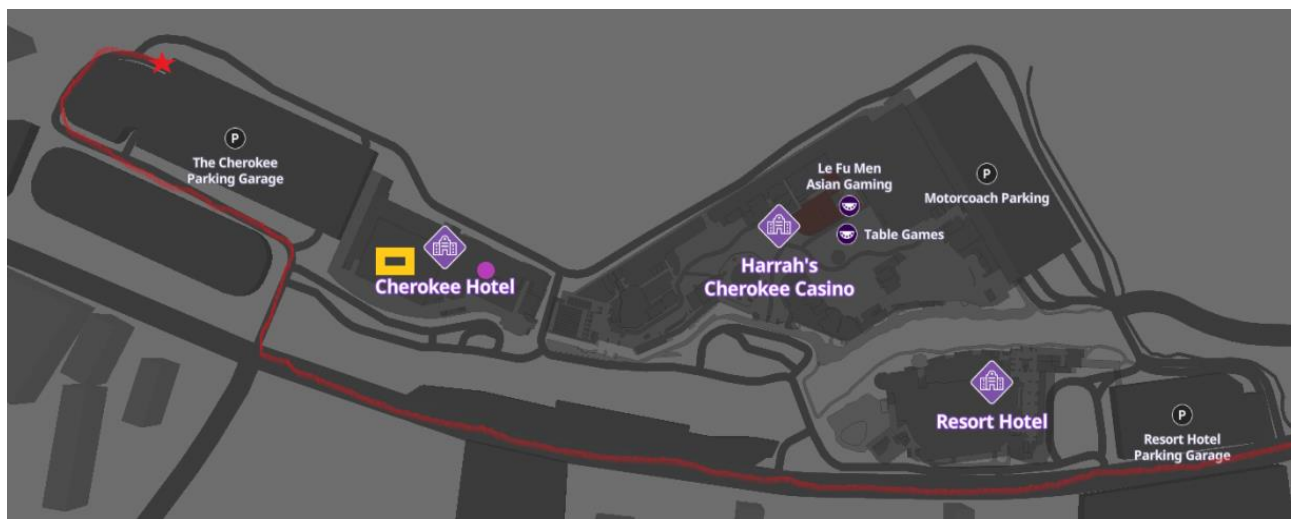 P
The Cherokee
Parking Garage
Cherokee Hotel
Le Fu Men
Asian Gaming
Table Games
Harrah's
Cherokee Casino
P
Motorcoach Parking
Resort Hotel
P
Resort Hotel
Parking Garage